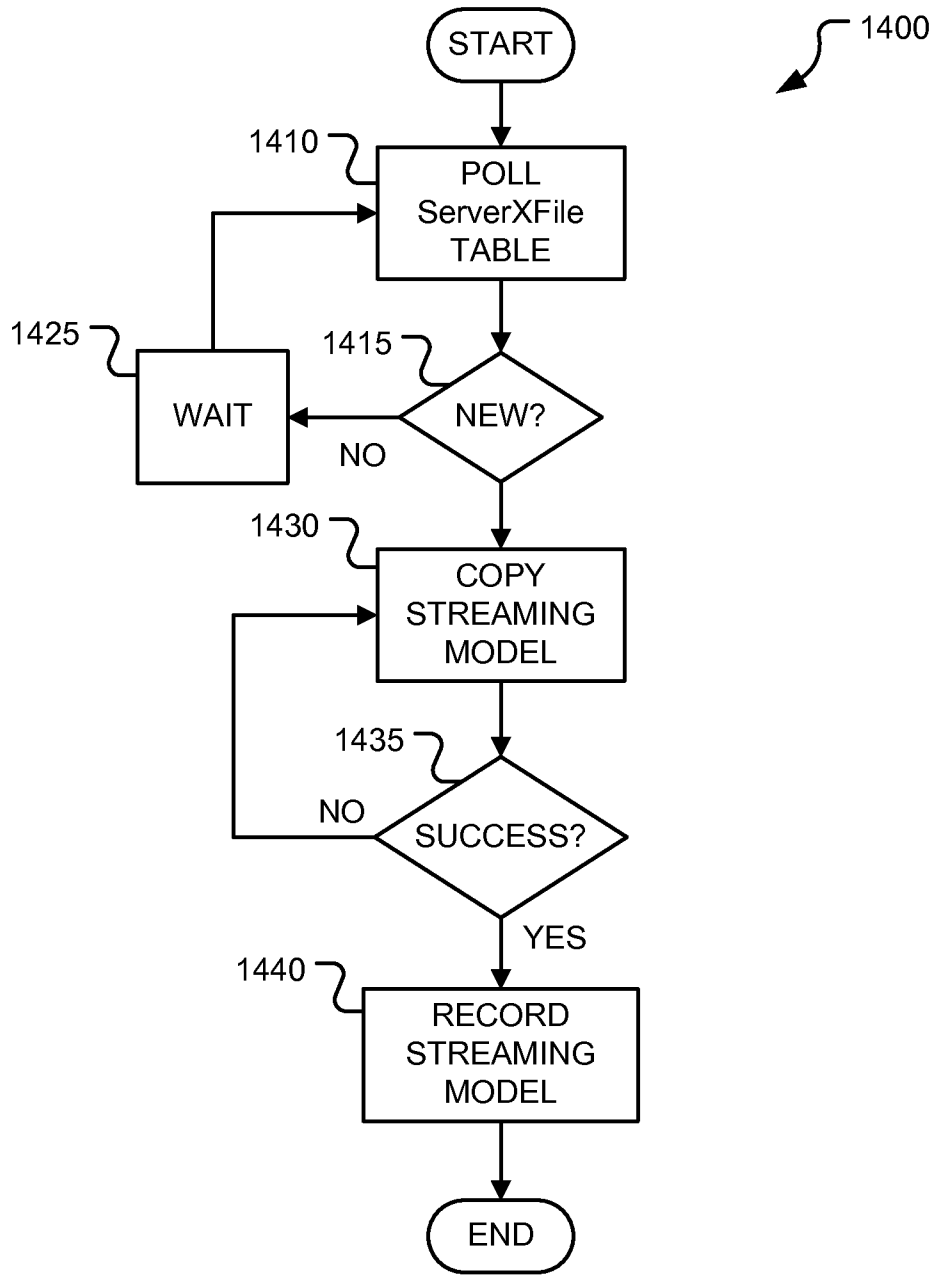 START
1400
1410
POLL
ServerXFile
TABLE
1425
1415
WAIT
NEW?
NO
1430
COPY
STREAMING
MODEL
1435
NO
SUCCESS?
YES
1440
RECORD
STREAMING
MODEL
END